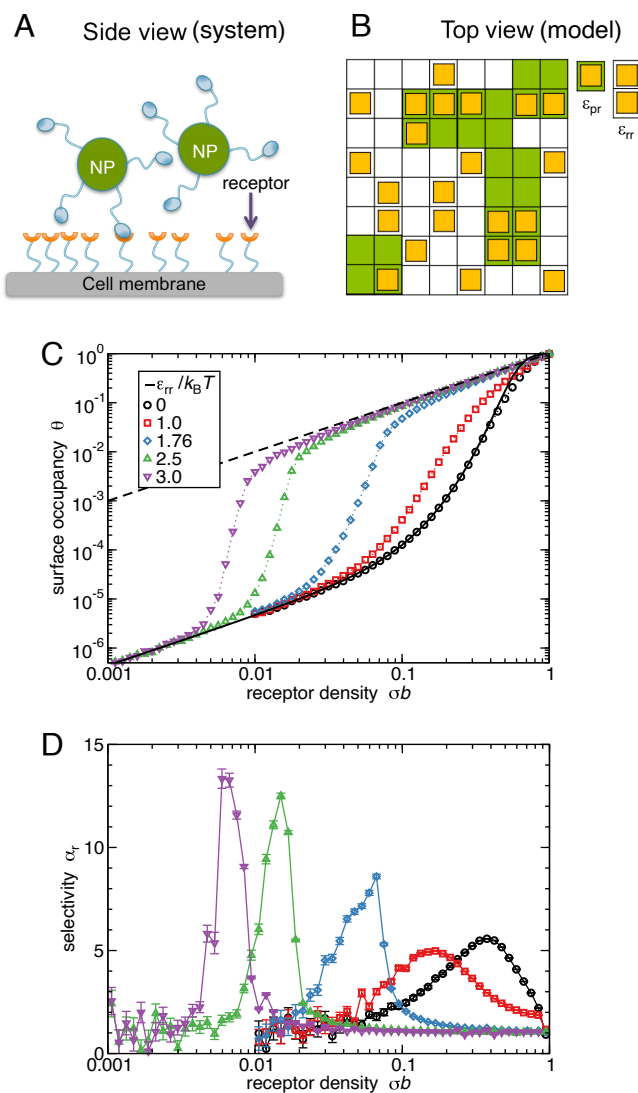 A Side view (system)
NP
NP
receptor
Cell membrane
B Top view (model)
εpr
εrr
C
surface occupancy θ
10^0
10^-1
10^-2
10^-3
10^-4
10^-5
10^-6
−εrr/kBT
0
1.0
1.76
2.5
3.0
0.001 0.01 0.1 1
receptor density σb
D
selectivity αr
15
10
5
0
0.001 0.01 0.1 1
receptor density σb